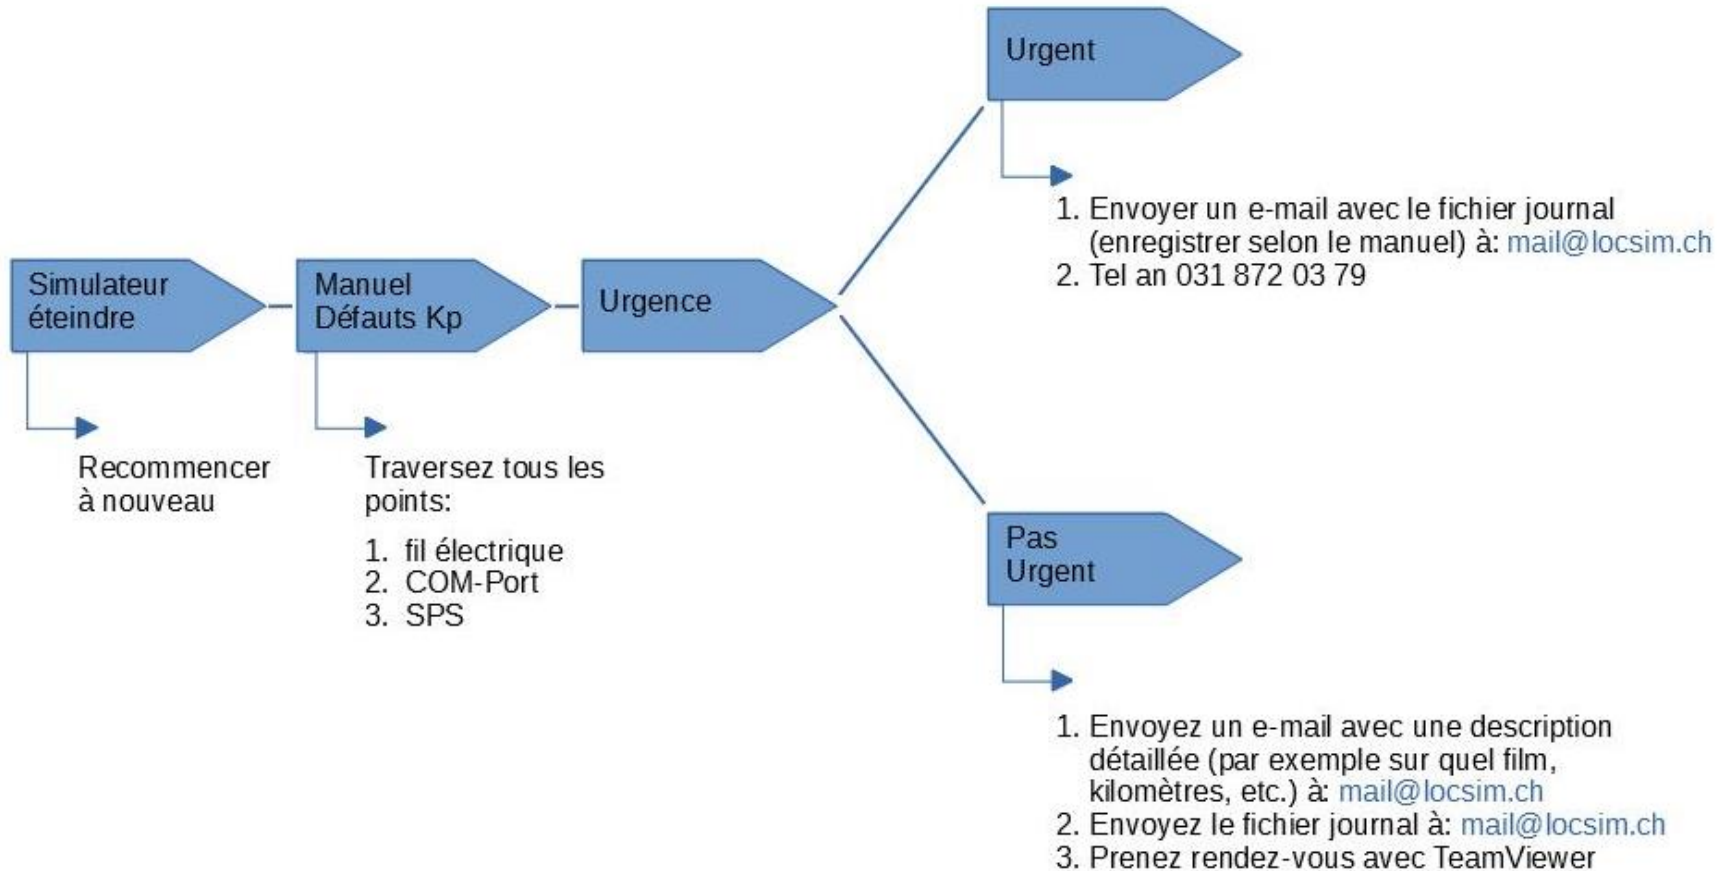 Simulateur
éteindre
Recommencer
à nouveau
Manuel
Défauts Kp
Traversez tous les
points:
1. fil électrique
2. COM-Port
3. SPS
Urgence
Urgent
1. Envoyer un e-mail avec le fichier journal
(enregistrer selon le manuel) à: mail@locsim.ch
2. Tel an 031 872 03 79
Pas
Urgent
1. Envoyez un e-mail avec une description
détaillée (par exemple sur quel film,
kilomètres, etc.) à: mail@locsim.ch
2. Envoyez le fichier journal à: mail@locsim.ch
3. Prenez rendez-vous avec TeamViewer